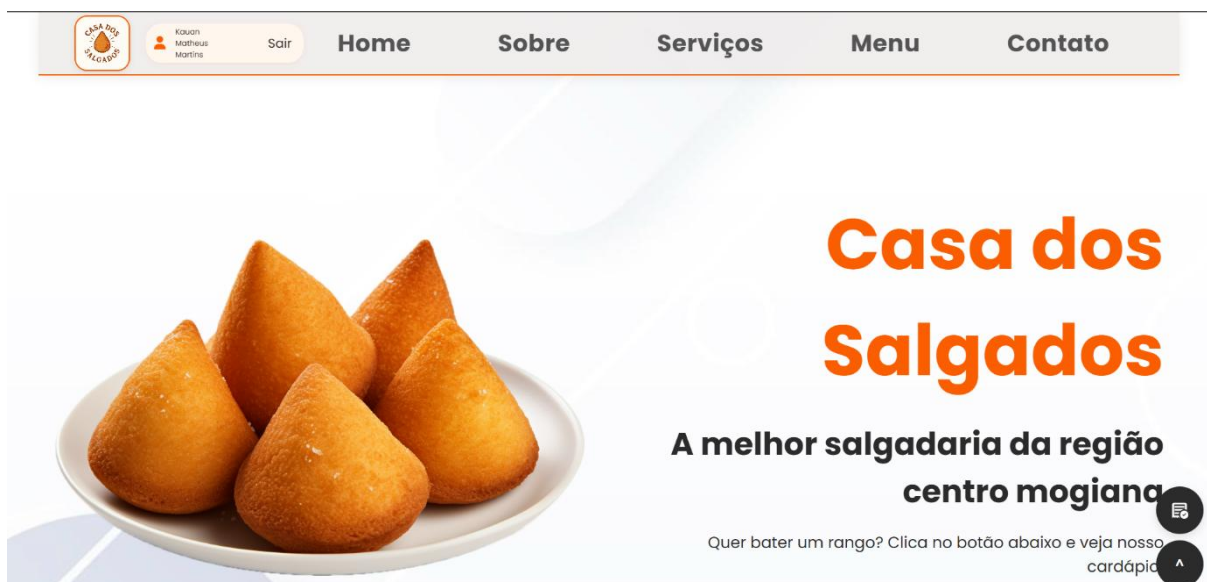 CASA DOS
SALGADOS
Kauan
Matheus
Martins
Sair
Home
Sobre
Serviços
Menu
Contato
Casa dos
Salgados
A melhor salgadaria da região
centro mogiana
Quer bater um rango? Clica no botão abaixo e veja nosso